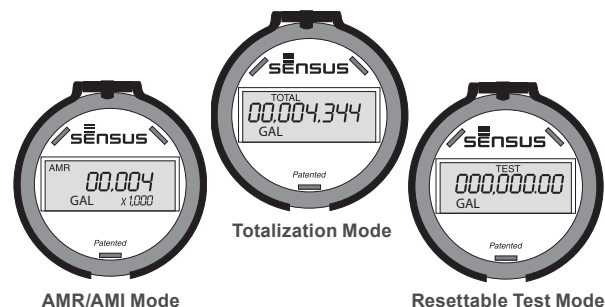 sensus
TOTAL
00,004.344
GAL
Patented
Totalization Mode
sensus
AMR
00,004
GAL x1,000
Patented
AMR/AMI Mode
sensus
TEST
000,000.00
GAL
Patented
Resettable Test Mode